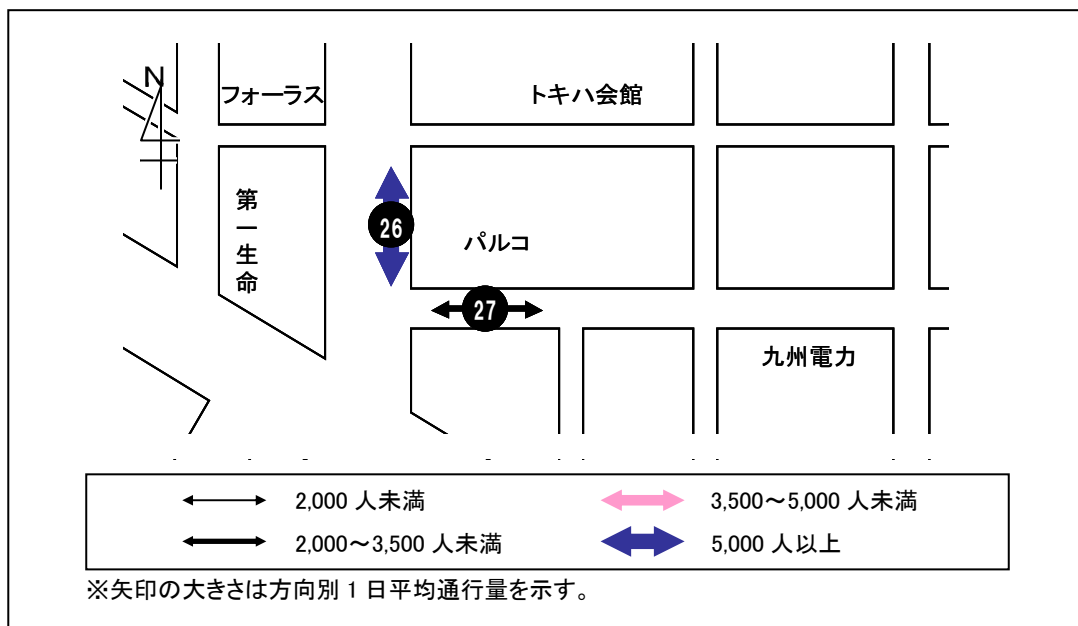 N
フォーラス
トキハ会館
第一生命
26
パルコ
27
九州電力
2,000 人未満
3,500～5,000 人未満
2,000～3,500 人未満
5,000 人以上
※矢印の大きさは方向別 1 日平均通行量を示す。